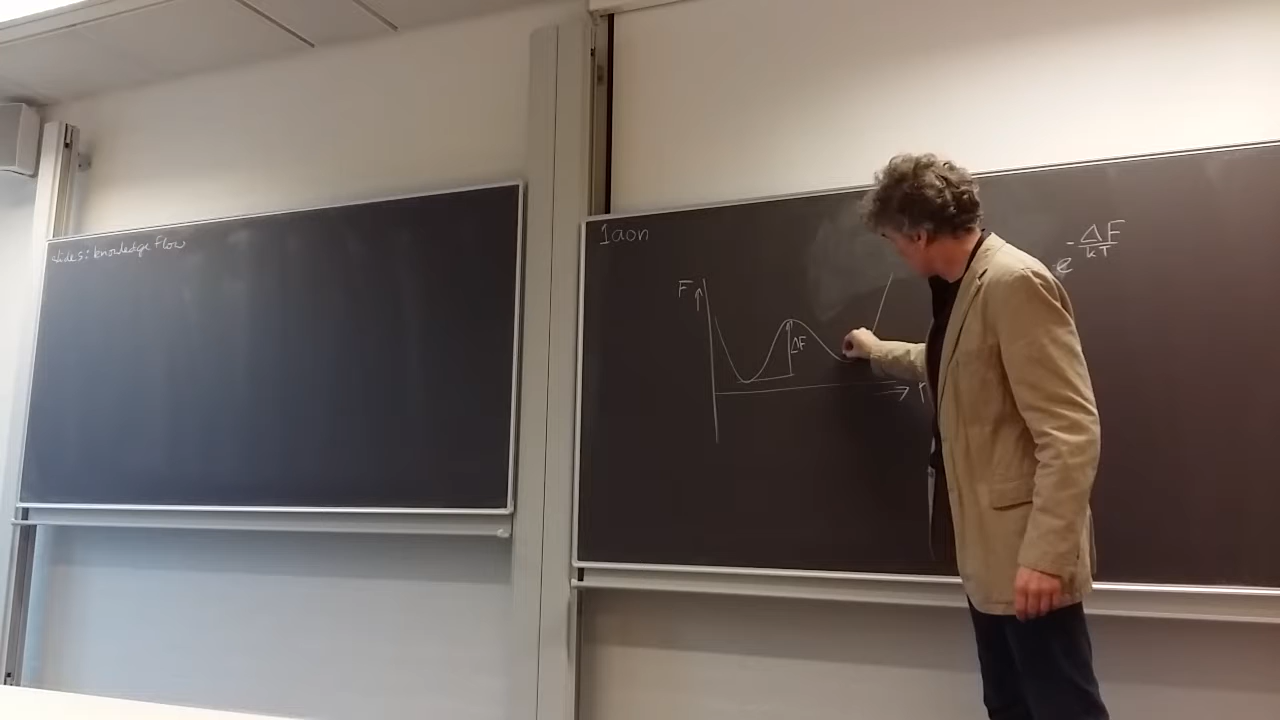 slides: knowledge flow
1aon
F
ΔF
r
e
-ΔF
kT